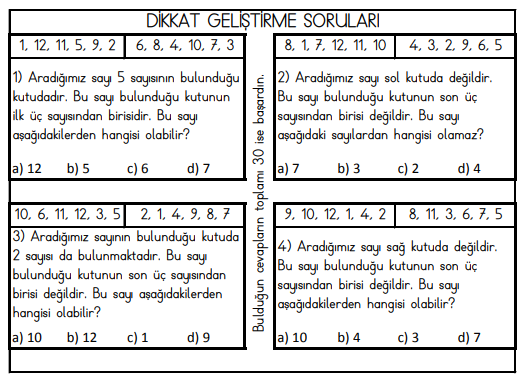 DİKKAT GELİŞTİRME SORULARI
1, 12, 11, 5, 9, 2
6, 8, 4, 10, 7, 3
1) Aradığımız sayı 5 sayısının bulunduğu
kutudadır. Bu sayı bulunduğu kutunun
ilk üç sayısından birisidir. Bu sayı
aşağıdakilerden hangisi olabilir?
a) 12 b) 5 c) 6 d) 7
8, 1, 7, 12, 11, 10
4, 3, 2, 9, 6, 5
2) Aradığımız sayı sol kutuda değildir.
Bu sayı bulunduğu kutunun son üç
sayısından birisi değildir. Bu sayı
aşağıdaki sayılardan hangisi olamaz?
a) 7 b) 3 c) 2 d) 4
Bulduğun cevapların toplamı 30 ise başardın.
10, 6, 11, 12, 3, 5
2, 1, 4, 9, 8, 7
3) Aradığımız sayının bulunduğu kutuda
2 sayısı da bulunmaktadır. Bu sayı
bulunduğu kutunun son üç sayısından
birisi değildir. Bu sayı aşağıdakilerden
hangisi olabilir?
a) 10 b) 12 c) 1 d) 9
9, 10, 12, 1, 4, 2
8, 11, 3, 6, 7, 5
4) Aradığımız sayı sağ kutuda değildir.
Bu sayı bulunduğu kutunun son üç
sayısından birisi değildir. Bu sayı
aşağıdakilerden hangisi olabilir?
a) 10 b) 4 c) 3 d) 7